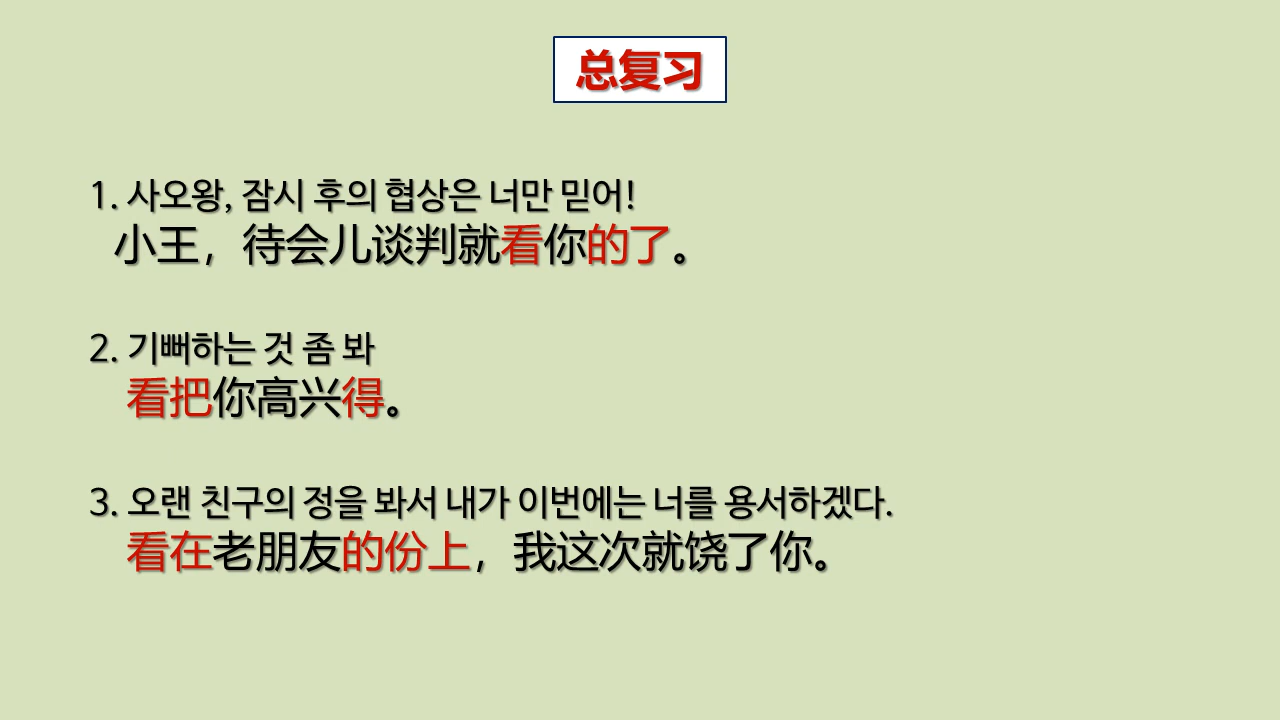 总复习
1. 사오왕, 잠시 후의 협상은 너만 믿어!
小王，待会儿谈判就看你的了。
2. 기뻐하는 것 좀 봐
看把你高兴得。
3. 오랜 친구의 정을 봐서 내가 이번에는 너를 용서하겠다.
看在老朋友的份上，我这次就饶了你。